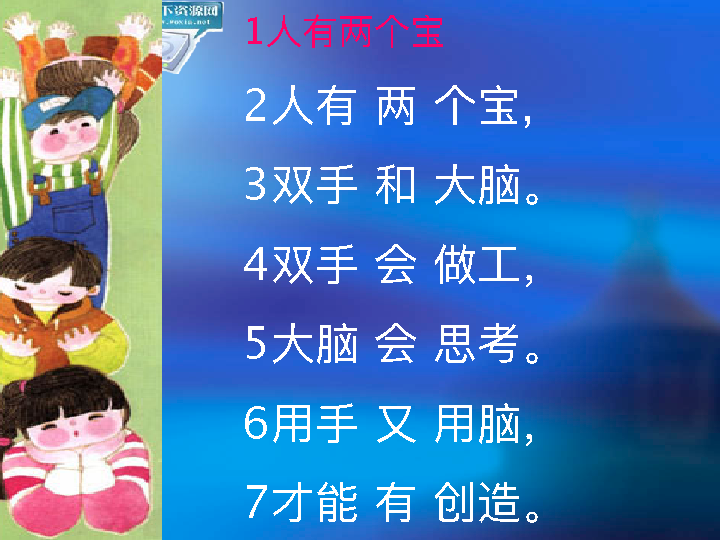 下资源网
www.wokia.net
1人有两个宝
2人有 两 个宝，
3双手 和 大脑。
4双手 会 做工，
5大脑 会 思考。
6用手 又 用脑，
7才能 有 创造。